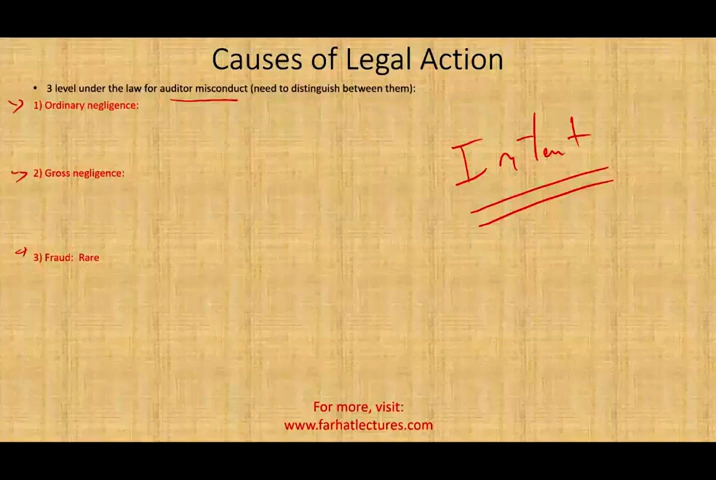 Causes of Legal Action
• 3 level under the law for auditor misconduct (need to distinguish between them):
1) Ordinary negligence:
Intent
2) Gross negligence:
3) Fraud: Rare
For more, visit:
www.farhatlectures.com